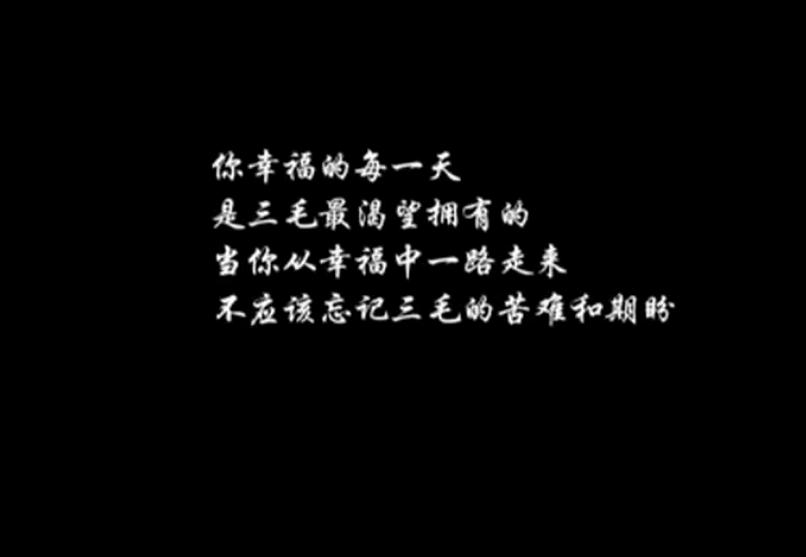 你幸福的每一天
是三毛最渴望拥有的
当你从幸福中一路走来
不应该忘记三毛的苦难和期盼